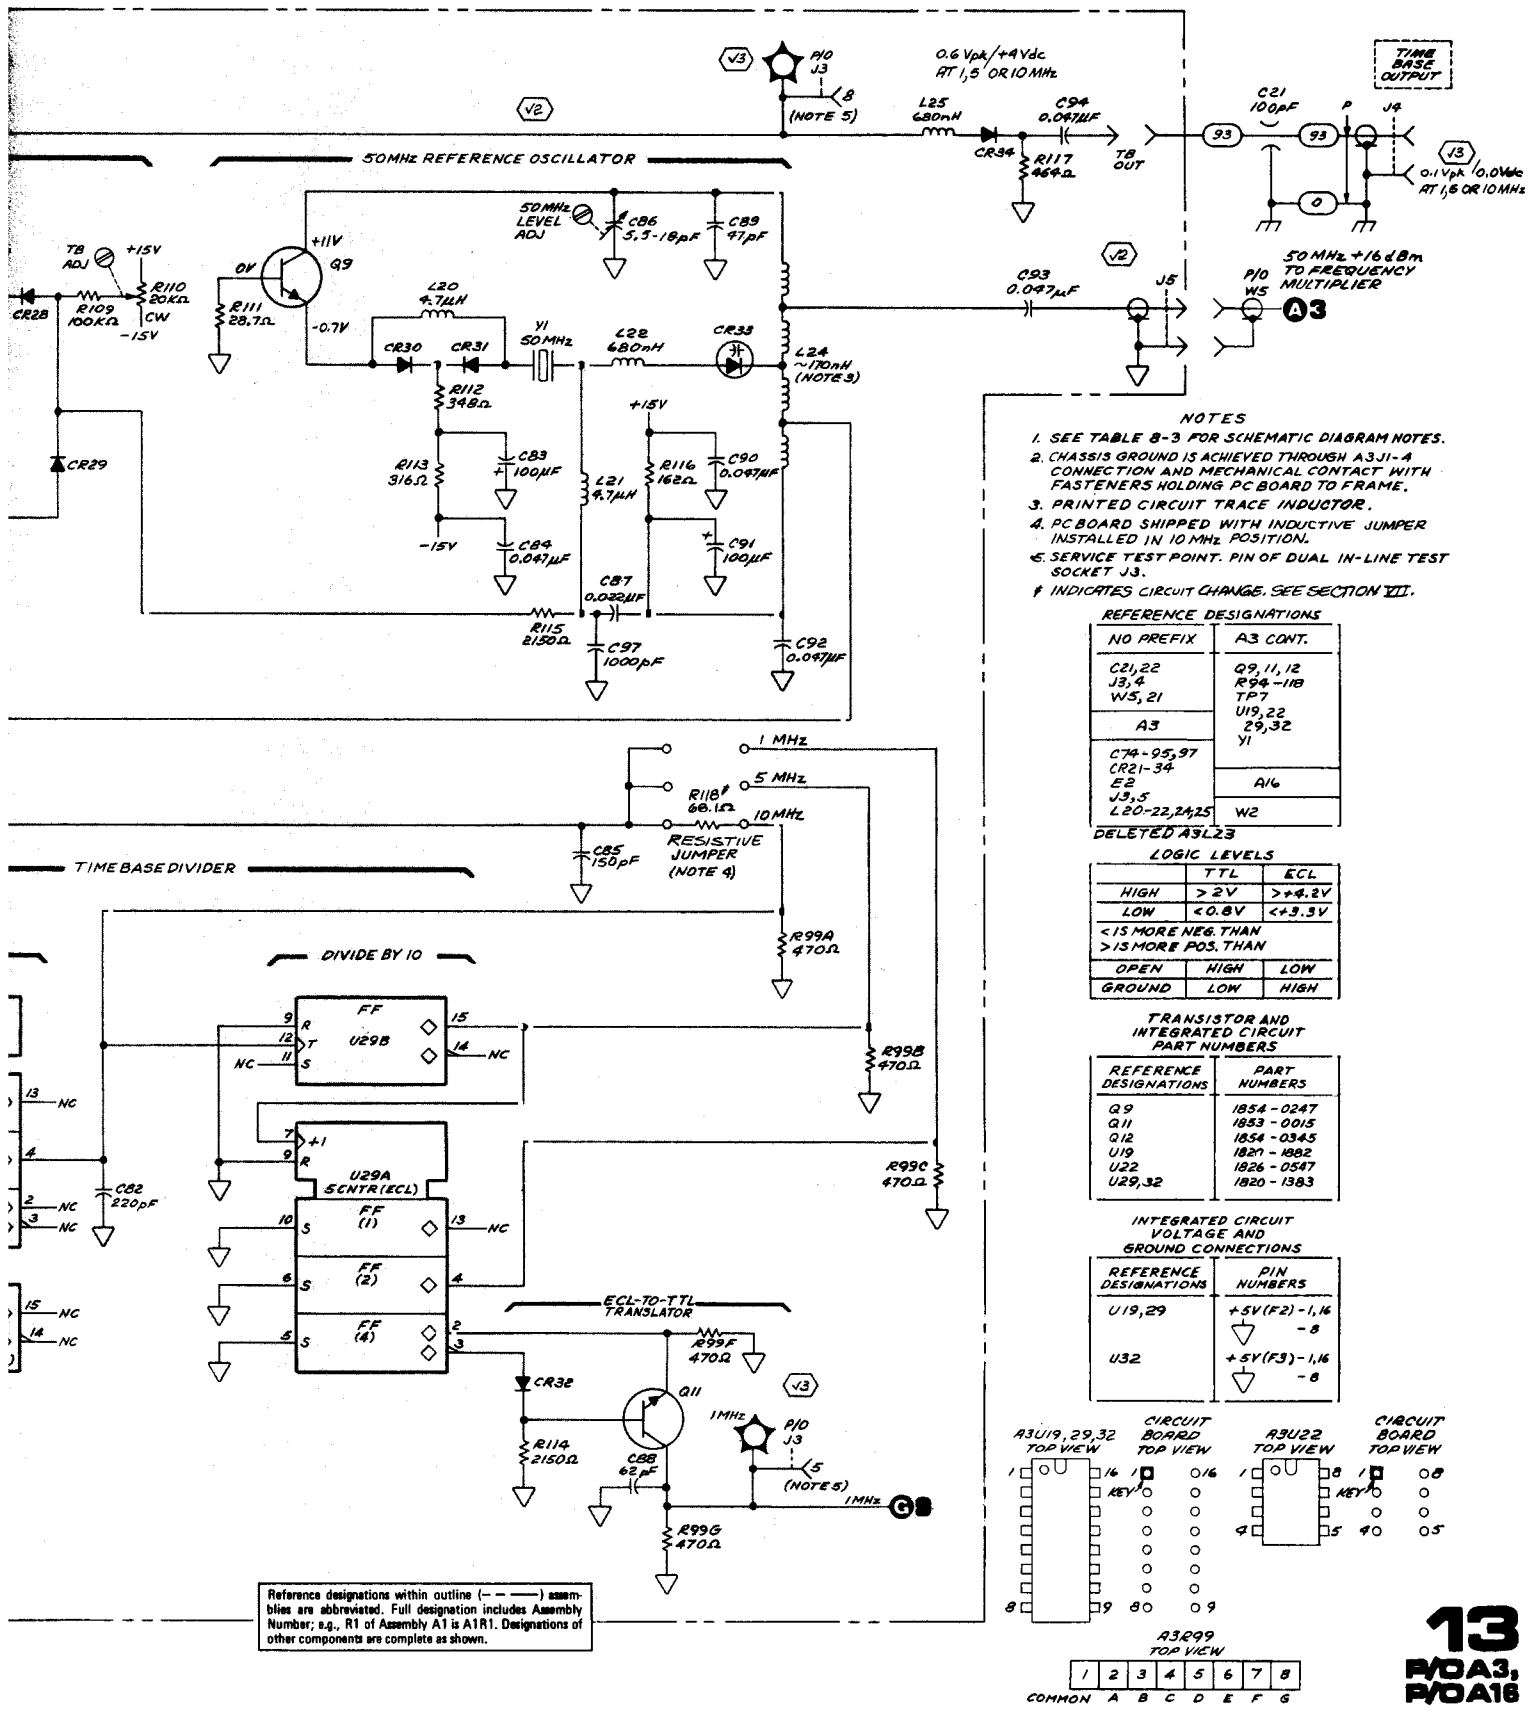 √3
P/O
J3
8
(NOTE 5)
0.6 Vpk/+4Vdc
AT 1,5 OR 10 MHz
TIME
BASE
OUTPUT
√2
L25
680nH
CR34
C94
0.047µF
R117
464Ω
TB
OUT
93
C21
100pF
93
0
P
J4
√3
0.1Vpk/0.0Vdc
AT 1,5 OR 10 MHz
50MHz REFERENCE OSCILLATOR
TB
ADJ
+15V
R110
20KΩ
CW
-15V
CR28
R109
100KΩ
CR29
+11V
0V
Q9
R111
28.7Ω
-0.7V
50MHz
LEVEL
ADJ
C86
5.5-18pF
C89
47pF
L20
4.7µH
CR30
CR31
Y1
50MHz
L22
680nH
CR33
L24
~170nH
(NOTE 3)
C93
0.047µF
√2
J5
P/O
W5
50 MHz +16 dBm
TO FREQUENCY
MULTIPLIER
A 3
R112
348Ω
R113
316Ω
C83
100µF
+
-15V
C84
0.047µF
L21
4.7µH
+15V
R116
162Ω
C90
0.047µF
+
C91
100µF
C87
0.022µF
R115
2150Ω
C97
1000pF
C92
0.047µF
NOTES
1. SEE TABLE 8-3 FOR SCHEMATIC DIAGRAM NOTES.
2. CHASSIS GROUND IS ACHIEVED THROUGH A3J1-4
CONNECTION AND MECHANICAL CONTACT WITH
FASTENERS HOLDING PC BOARD TO FRAME.
3. PRINTED CIRCUIT TRACE INDUCTOR.
4. PC BOARD SHIPPED WITH INDUCTIVE JUMPER
INSTALLED IN 10 MHz POSITION.
5. SERVICE TEST POINT. PIN OF DUAL IN-LINE TEST
SOCKET J3.
INDICATES CIRCUIT CHANGE. SEE SECTION VII.
REFERENCE DESIGNATIONS
NO PREFIX A3 CONT.
C21,22 Q9,11,12
J3,4 R94-118
W5,21 TP7
U19,22
A3 29,32
Y1
C74-95,97
CR21-34
E2 A16
J3,5
L20-22,24,25 W2
DELETED A3L23
1 MHz
5 MHz
R118
68.1Ω
10 MHz
RESISTIVE
JUMPER
(NOTE 4)
C85
150pF
TIME BASE DIVIDER
LOGIC LEVELS
TTL ECL
HIGH >2V >+4.2V
LOW <0.8V <+3.3V
< IS MORE NEG. THAN
> IS MORE POS. THAN
OPEN HIGH LOW
GROUND LOW HIGH
R99A
470Ω
DIVIDE BY 10
FF
U29B
9 R
12 T
NC 11 S
15
14 NC
R99B
470Ω
7 +1
9 R
U29A
5CNTR(ECL)
FF
(1)
10 S
13 NC
FF
(2)
6 S
4
FF
(4)
5 S
2
3
R99C
470Ω
13 NC
4
2 NC
3 NC
15 NC
14 NC
C82
220pF
TRANSISTOR AND
INTEGRATED CIRCUIT
PART NUMBERS
REFERENCE DESIGNATIONS PART NUMBERS
Q9 1854-0247
Q11 1853-0015
Q12 1854-0345
U19 1820-1882
U22 1826-0547
U29,32 1820-1383
INTEGRATED CIRCUIT
VOLTAGE AND
GROUND CONNECTIONS
REFERENCE DESIGNATIONS PIN NUMBERS
U19,29 +5V(F2)-1,16
-8
U32 +5V(F3)-1,16
-8
ECL-TO-TTL
TRANSLATOR
R99F
470Ω
CR32
Q11
R114
2150Ω
C88
62pF
1MHz
√3
P/O
J3
5
(NOTE 5)
1MHz
G
R99G
470Ω
A3U19,29,32
TOP VIEW
1 16
8 9
CIRCUIT
BOARD
TOP VIEW
1 16
KEY
8 9
A3U22
TOP VIEW
1 8
4 5
CIRCUIT
BOARD
TOP VIEW
1 8
KEY
4 5
Reference designations within outline (— - — —) assem-
blies are abbreviated. Full designation includes Assembly
Number; e.g., R1 of Assembly A1 is A1R1. Designations of
other components are complete as shown.
A3R99
TOP VIEW
1 2 3 4 5 6 7 8
COMMON A B C D E F G
13
P/O A3,
P/O A16